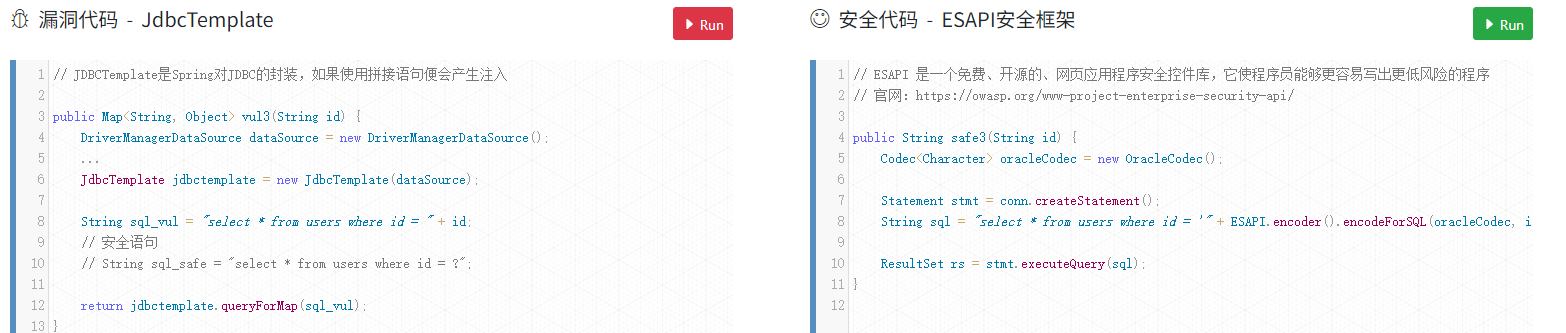 漏洞代码 - JdbcTemplate
Run
1 // JDBCTemplate是Spring对JDBC的封装，如果使用拼接语句便会产生注入
2
3 public Map<String, Object> vul3(String id) {
4 DriverManagerDataSource dataSource = new DriverManagerDataSource();
5 ...
6 JdbcTemplate jdbctemplate = new JdbcTemplate(dataSource);
7
8 String sql_vul = "select * from users where id = " + id;
9 // 安全语句
10 // String sql_safe = "select * from users where id = ?";
11
12 return jdbctemplate.queryForMap(sql_vul);
13 }
安全代码 - ESAPI安全框架
Run
1 // ESAPI 是一个免费、开源的、网页应用程序安全控件库，它使程序员能够更容易写出更低风险的程序
2 // 官网：https://owasp.org/www-project-enterprise-security-api/
3
4 public String safe3(String id) {
5 Codec<Character> oracleCodec = new OracleCodec();
6
7 Statement stmt = conn.createStatement();
8 String sql = "select * from users where id = '" + ESAPI.encoder().encodeForSQL(oracleCodec, i
9
10 ResultSet rs = stmt.executeQuery(sql);
11 }
12